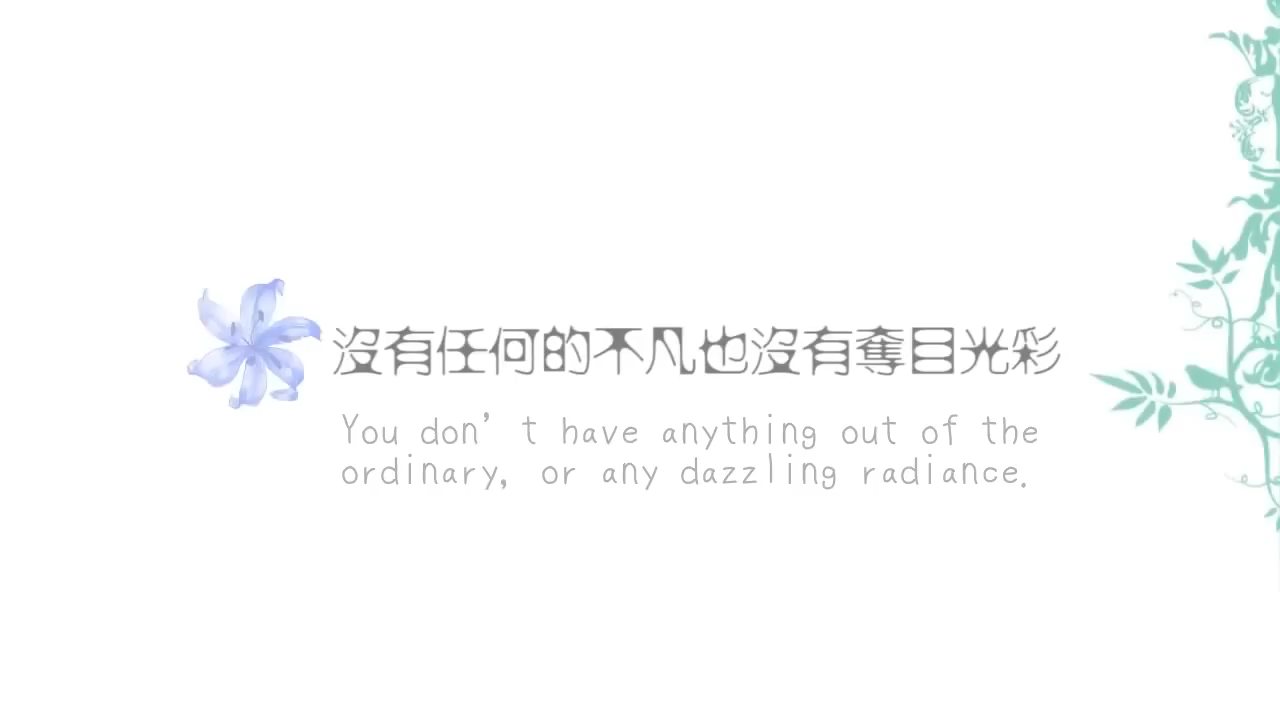 沒有任何的不凡也沒有奪目光彩
You don’t have anything out of the
ordinary, or any dazzling radiance.